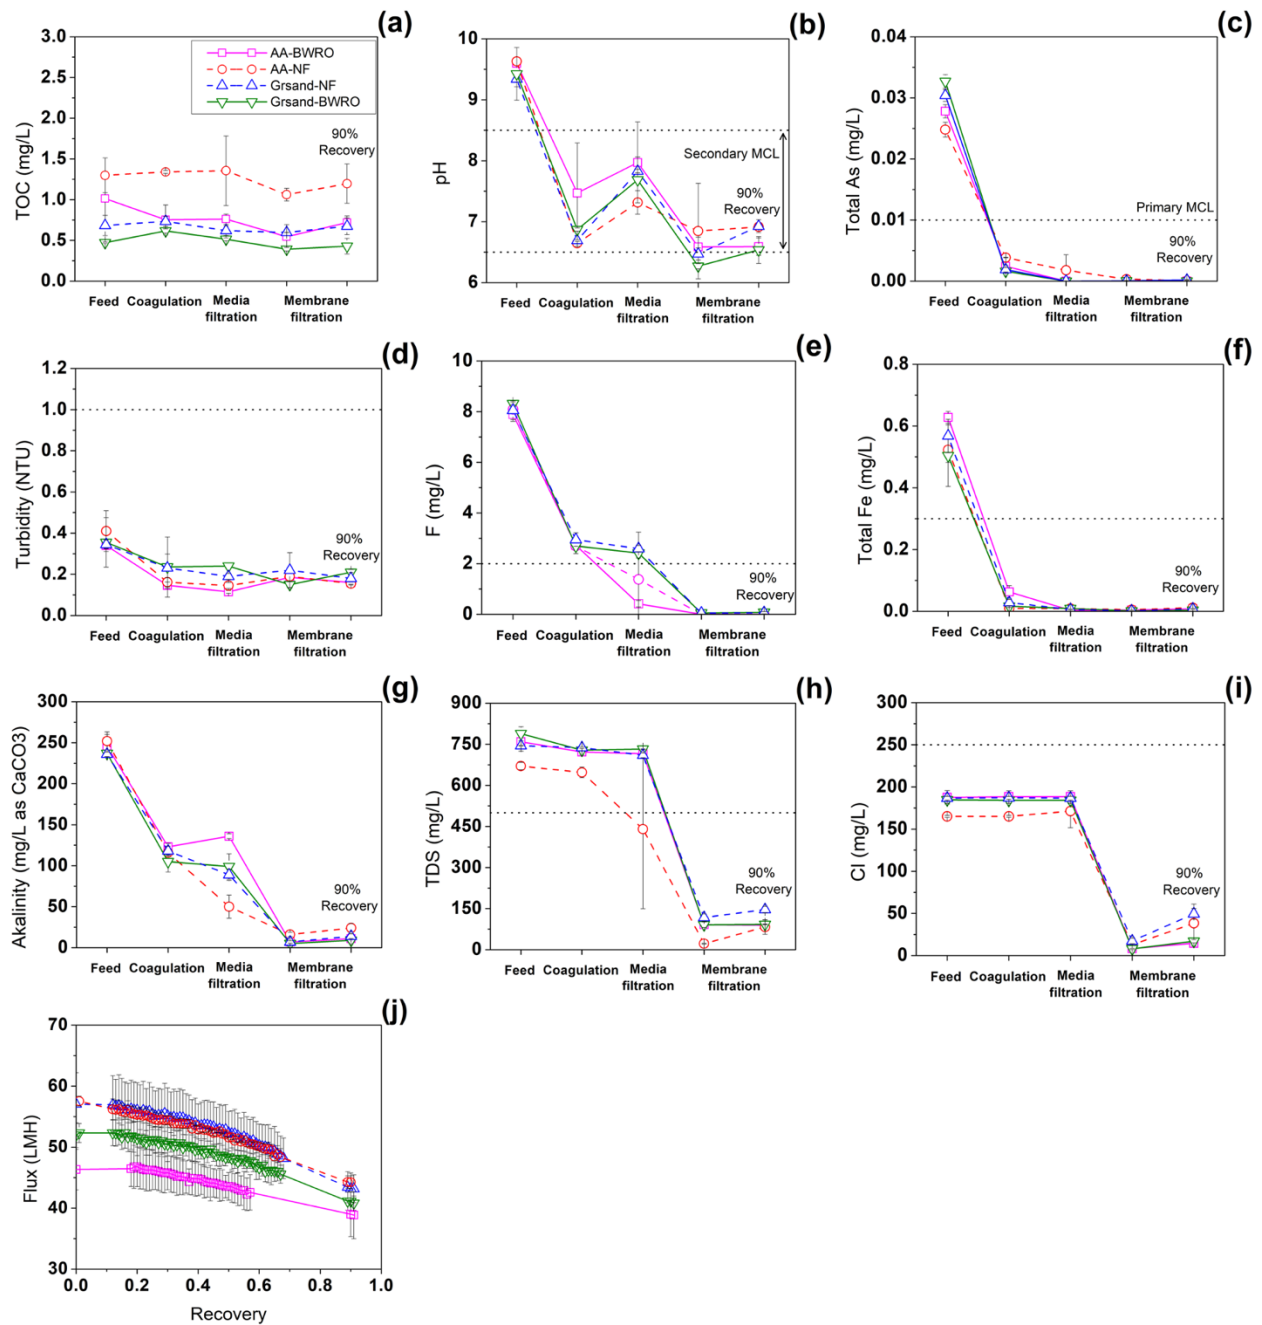 (a)
TOC (mg/L)
3.0
2.5
2.0
1.5
1.0
0.5
0.0
AA-BWRO
AA-NF
Grsand-NF
Grsand-BWRO
90%
Recovery
Feed Coagulation Media Membrane
filtration filtration
(b)
pH
10
9
8
7
6
Secondary MCL
90%
Recovery
Feed Coagulation Media Membrane
filtration filtration
(c)
Total As (mg/L)
0.04
0.03
0.02
0.01
0.00
Primary MCL
90%
Recovery
Feed Coagulation Media Membrane
filtration filtration
(d)
Turbidity (NTU)
1.2
1.0
0.8
0.6
0.4
0.2
0.0
90%
Recovery
Feed Coagulation Media Membrane
filtration filtration
(e)
F (mg/L)
10
8
6
4
2
0
90%
Recovery
Feed Coagulation Media Membrane
filtration filtration
(f)
Total Fe (mg/L)
0.8
0.6
0.4
0.2
0.0
90%
Recovery
Feed Coagulation Media Membrane
filtration filtration
(g)
Akalinity (mg/L as CaCO3)
300
250
200
150
100
50
0
90%
Recovery
Feed Coagulation Media Membrane
filtration filtration
(h)
TDS (mg/L)
900
750
600
450
300
150
0
90%
Recovery
Feed Coagulation Media Membrane
filtration filtration
(i)
Cl (mg/L)
300
250
200
150
100
50
0
90%
Recovery
Feed Coagulation Media Membrane
filtration filtration
(j)
Flux (LMH)
70
60
50
40
30
0.0 0.2 0.4 0.6 0.8 1.0
Recovery